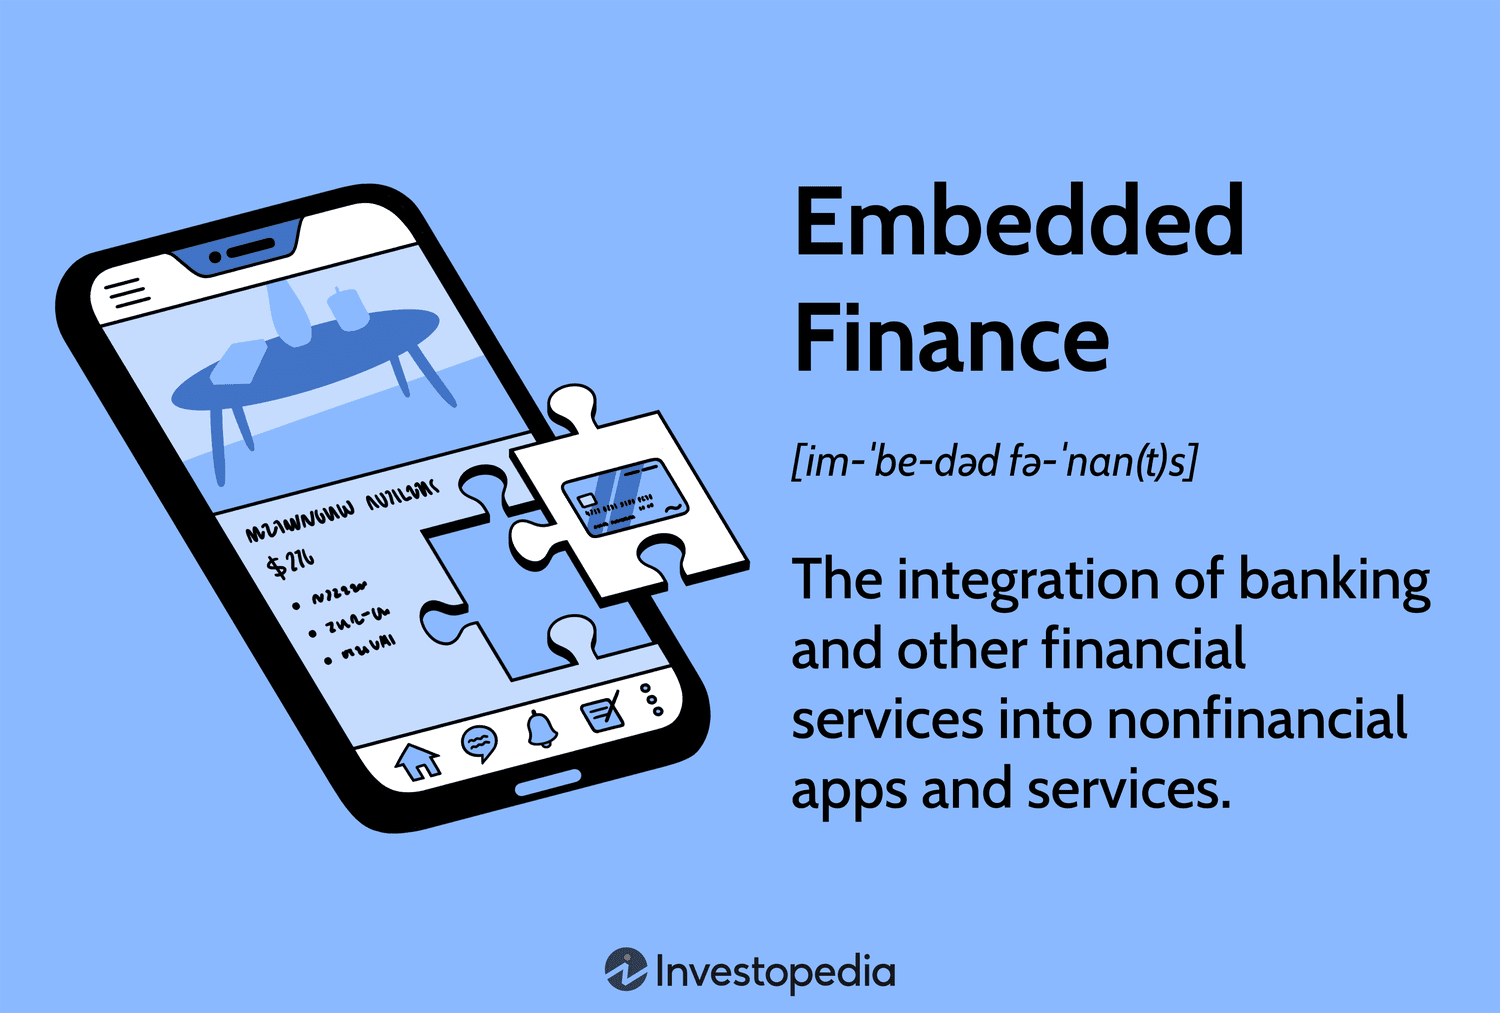 Embedded
Finance
[im-ˈbe-dəd fə-ˈnan(t)s]
The integration of banking
and other financial
services into nonfinancial
apps and services.
$276
Investopedia